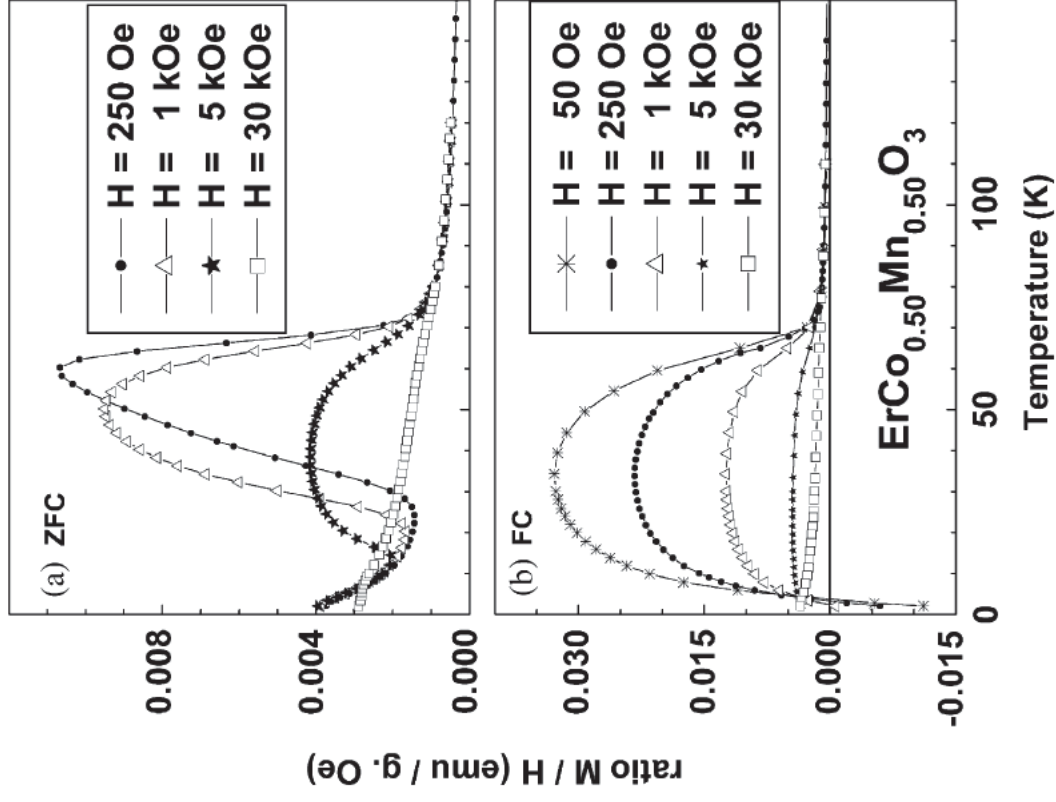 (a) ZFC
H = 250 Oe
H = 1 kOe
H = 5 kOe
H = 30 kOe
0.008
0.004
0.000
(b) FC
H = 50 Oe
H = 250 Oe
H = 1 kOe
H = 5 kOe
H = 30 kOe
0.030
0.015
0.000
-0.015
ErCo0.50Mn0.50O3
0
50
100
Temperature (K)
ratio M / H (emu / g. Oe)